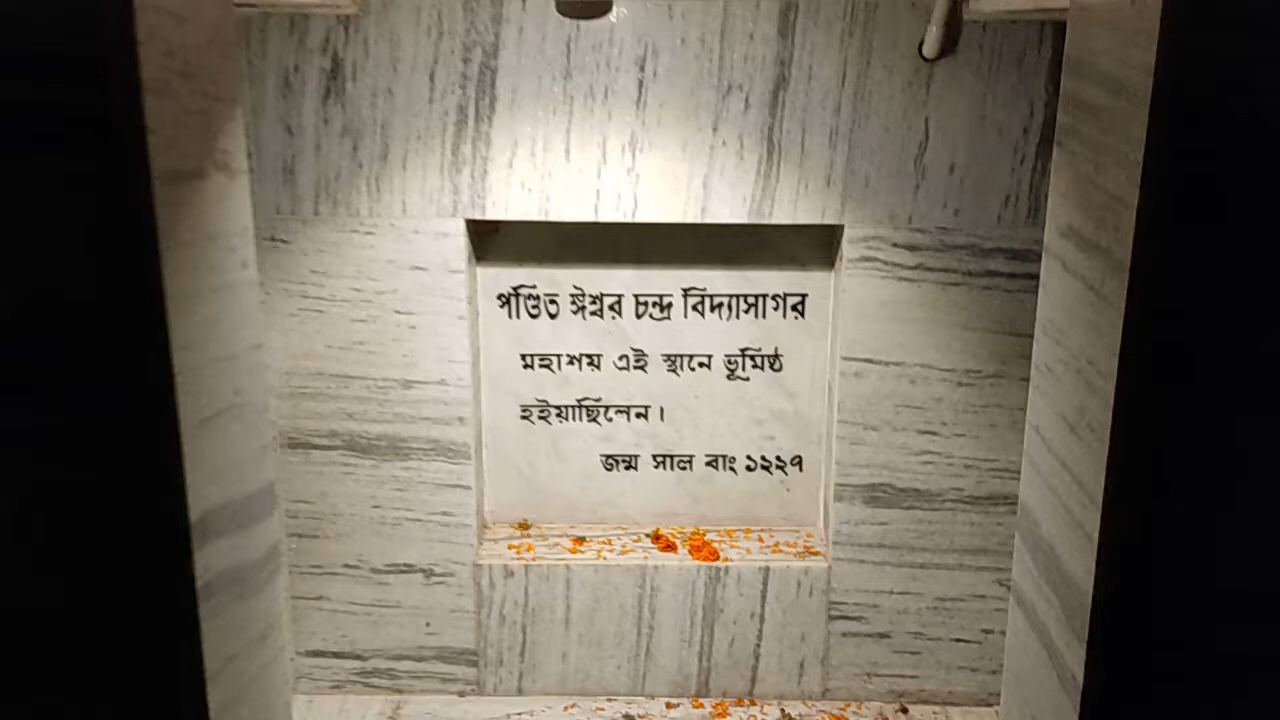 পণ্ডিত ঈশ্বর চন্দ্র বিদ্যাসাগর
মহাশয় এই স্থানে ভূমিষ্ঠ
হইয়াছিলেন।
জন্ম সাল বাং ১২২৭